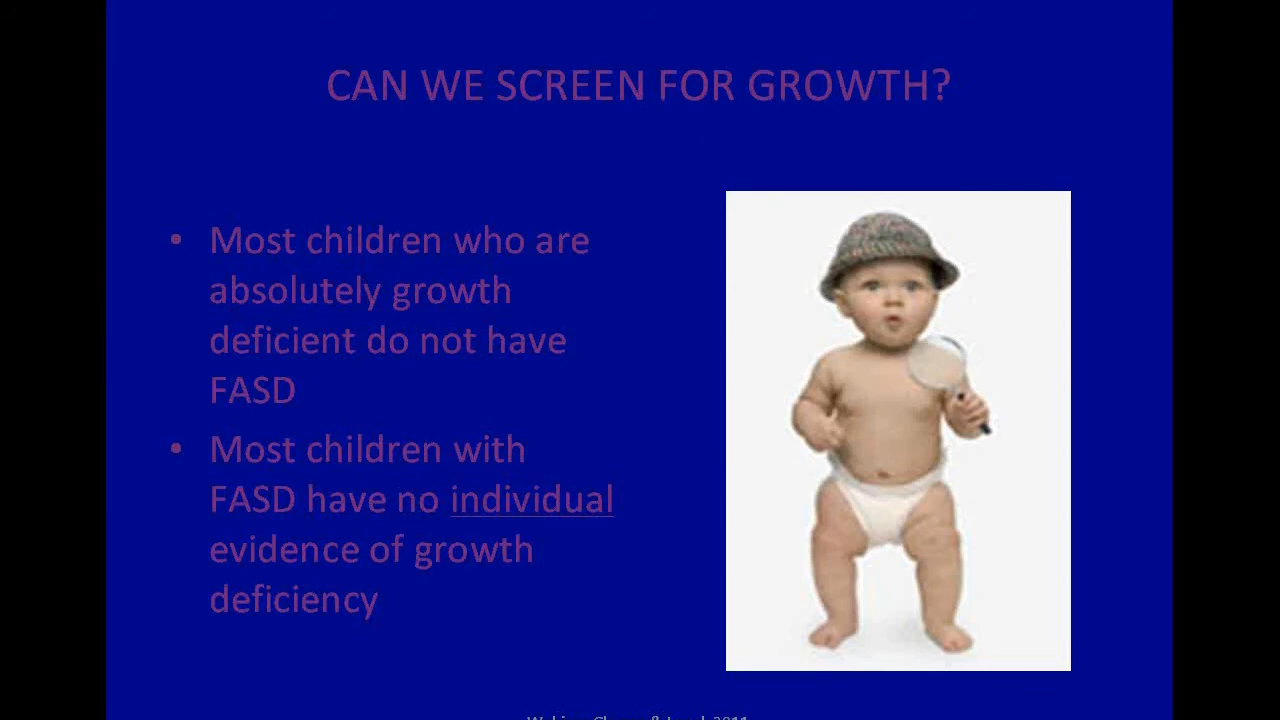 CAN WE SCREEN FOR GROWTH?
• Most children who are
absolutely growth
deficient do not have
FASD
• Most children with
FASD have no individual
evidence of growth
deficiency
2011